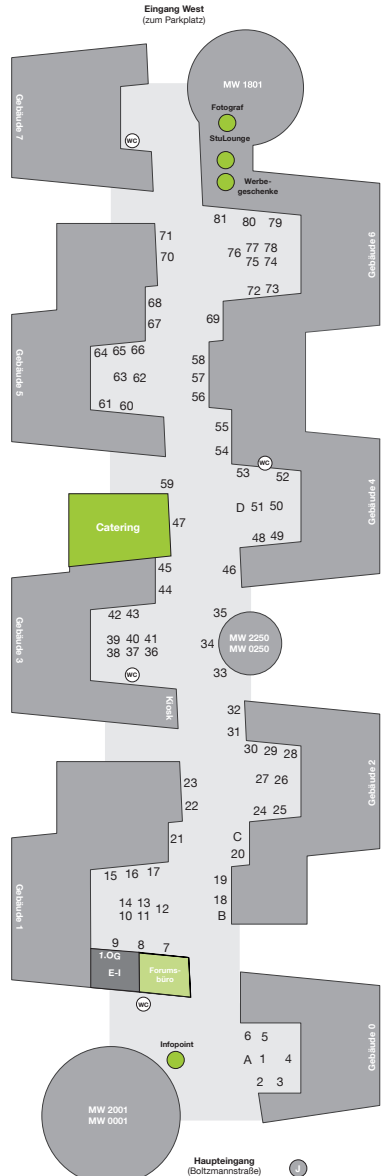 Eingang West
(zum Parkplatz)
MW 1801
Gebäude 7
Fotograf
WC
StuLounge
Werbe-
geschenke
81 80 79
71
76 77 78
75 74
Gebäude 6
70
72 73
68
69
67
64 65 66
58
63 62
57
Gebäude 5
56
61 60
55
54
WC
53 52
59
D 51 50
Gebäude 4
47
Catering
48 49
45
46
44
42 43
35
39 40 41
34
MW 2250
MW 0250
38 37 36
Gebäude 3
WC
33
Kiosk
32
31
30 29 28
23
27 26
Gebäude 2
22
24 25
21
C
20
15 16 17
19
14 13
12
10 11
18
B
Gebäude 1
9 8 7
1.OG
E-I
Forums-
büro
WC
6 5
Infopoint
A 1 4
Gebäude 0
2 3
MW 2001
MW 0001
Haupteingang
(Boltzmannstraße)
J